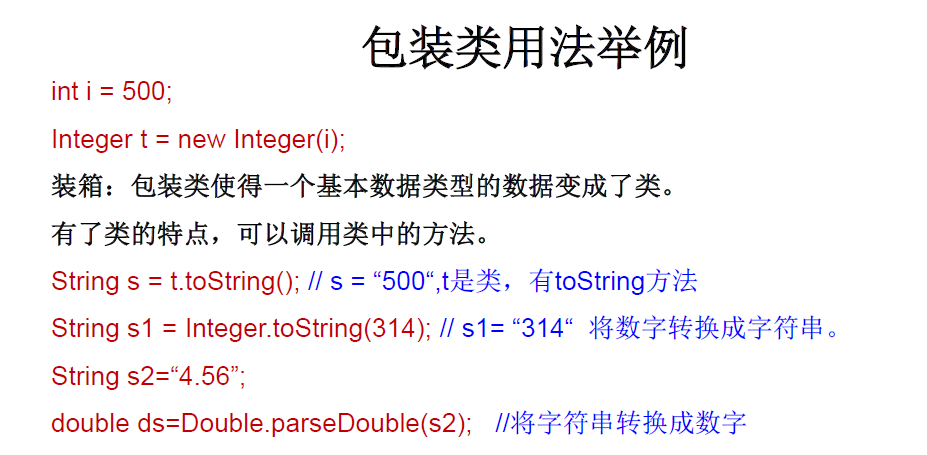 包装类用法举例
int i = 500;
Integer t = new Integer(i);
装箱：包装类使得一个基本数据类型的数据变成了类。
有了类的特点，可以调用类中的方法。
String s = t.toString(); // s = “500“,t是类，有toString方法
String s1 = Integer.toString(314); // s1= “314“ 将数字转换成字符串。
String s2=“4.56”;
double ds=Double.parseDouble(s2); //将字符串转换成数字